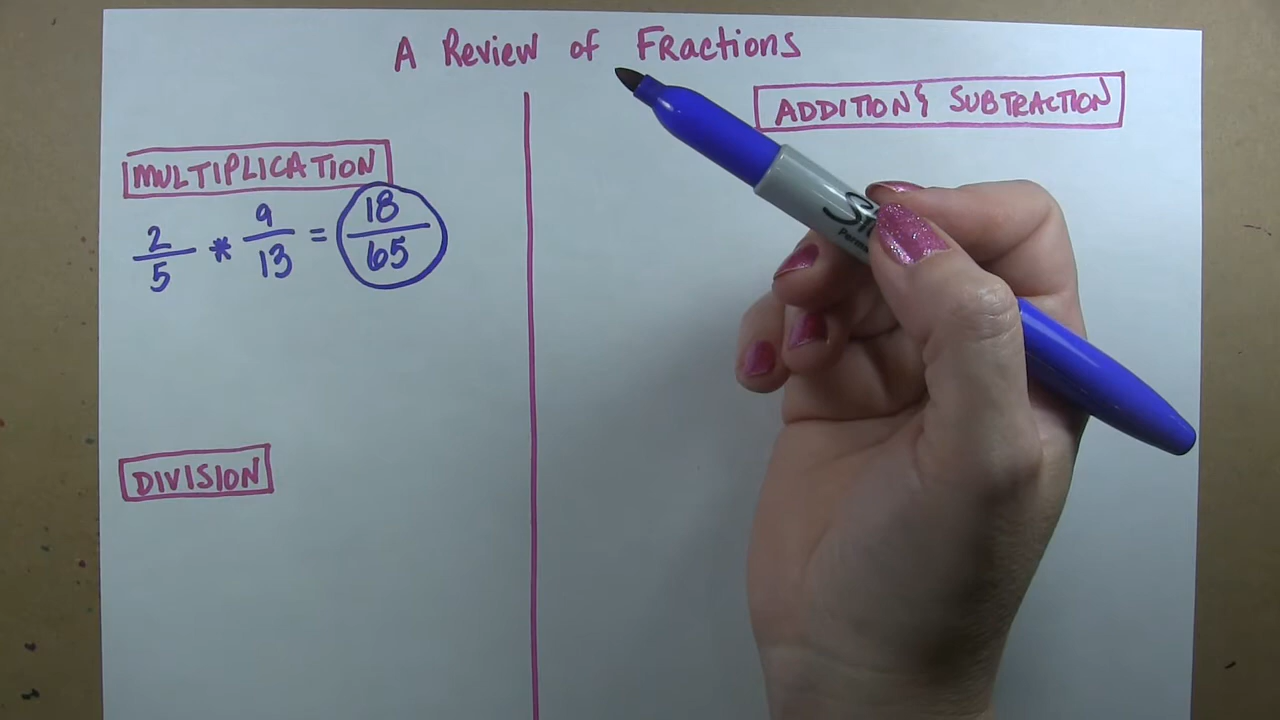 A Review of Fractions
ADDITION & SUBTRACTION
MULTIPLICATION
2/5 * 9/13 = 18/65
DIVISION